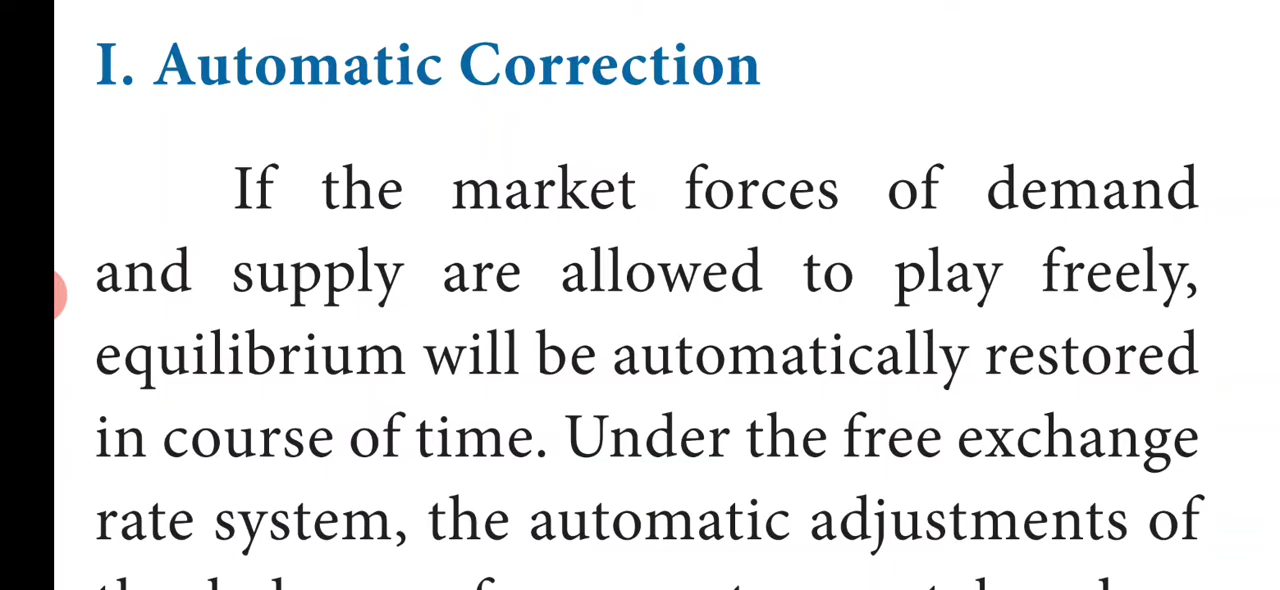 I. Automatic Correction
If the market forces of demand
and supply are allowed to play freely,
equilibrium will be automatically restored
in course of time. Under the free exchange
rate system, the automatic adjustments of